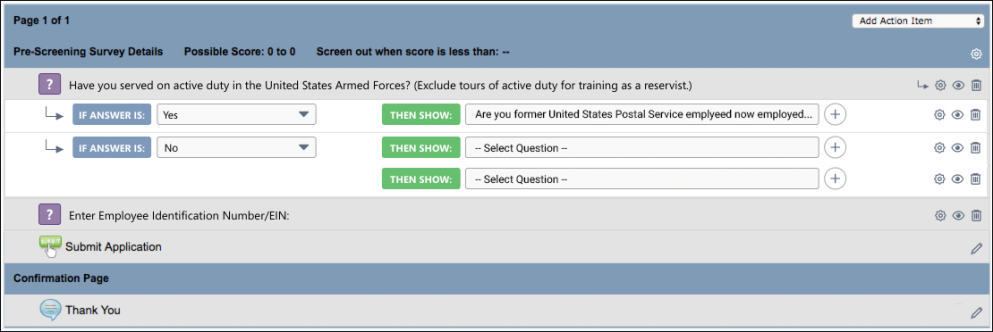 Page 1 of 1
Add Action Item
Pre-Screening Survey Details Possible Score: 0 to 0 Screen out when score is less than: --
? Have you served on active duty in the United States Armed Forces? (Exclude tours of active duty for training as a reservist.)
IF ANSWER IS: Yes THEN SHOW: Are you former United States Postal Service emplyeed now employed...
IF ANSWER IS: No THEN SHOW: -- Select Question --
THEN SHOW: -- Select Question --
? Enter Employee Identification Number/EIN:
SUBMIT Submit Application
Confirmation Page
Thank You